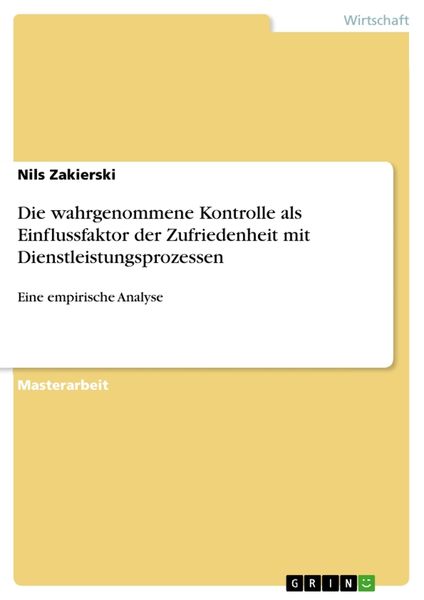 Wirtschaft
Nils Zakierski
Die wahrgenommene Kontrolle als
Einflussfaktor der Zufriedenheit mit
Dienstleistungsprozessen
Eine empirische Analyse
Masterarbeit
GRIN